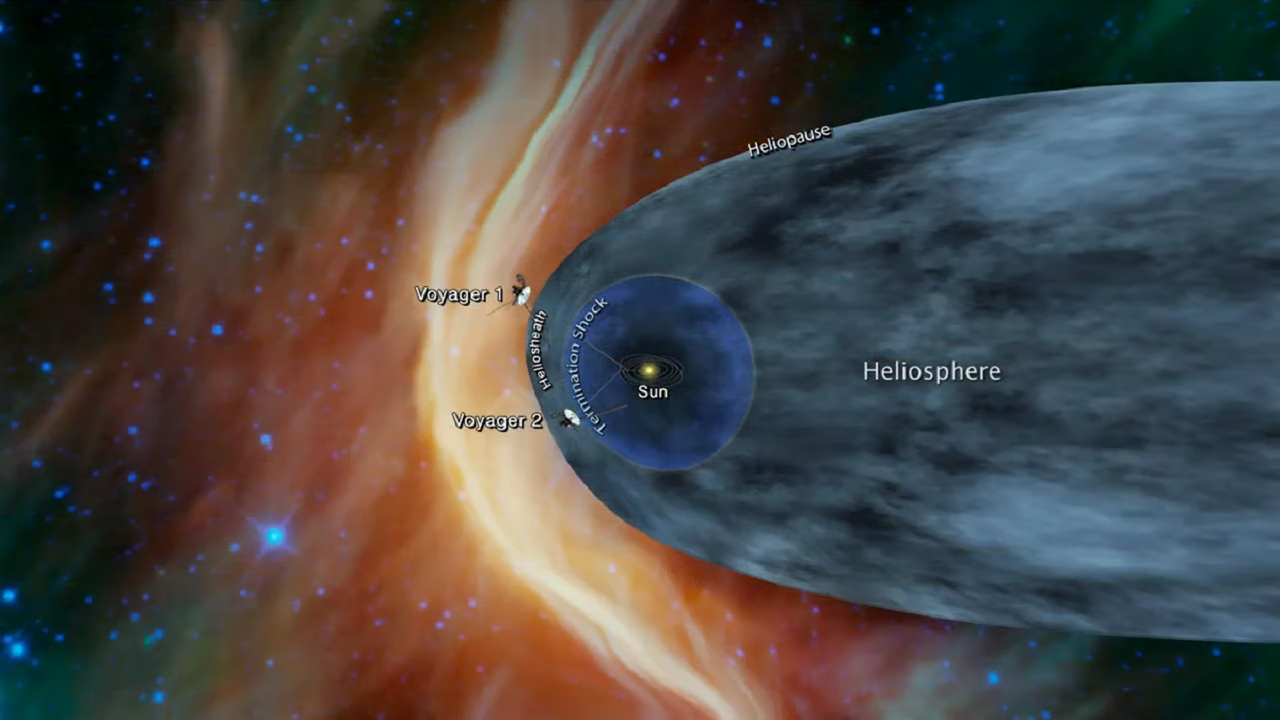 Heliopause
Voyager 1
Heliosheath
Termination Shock
Heliosphere
Sun
Voyager 2